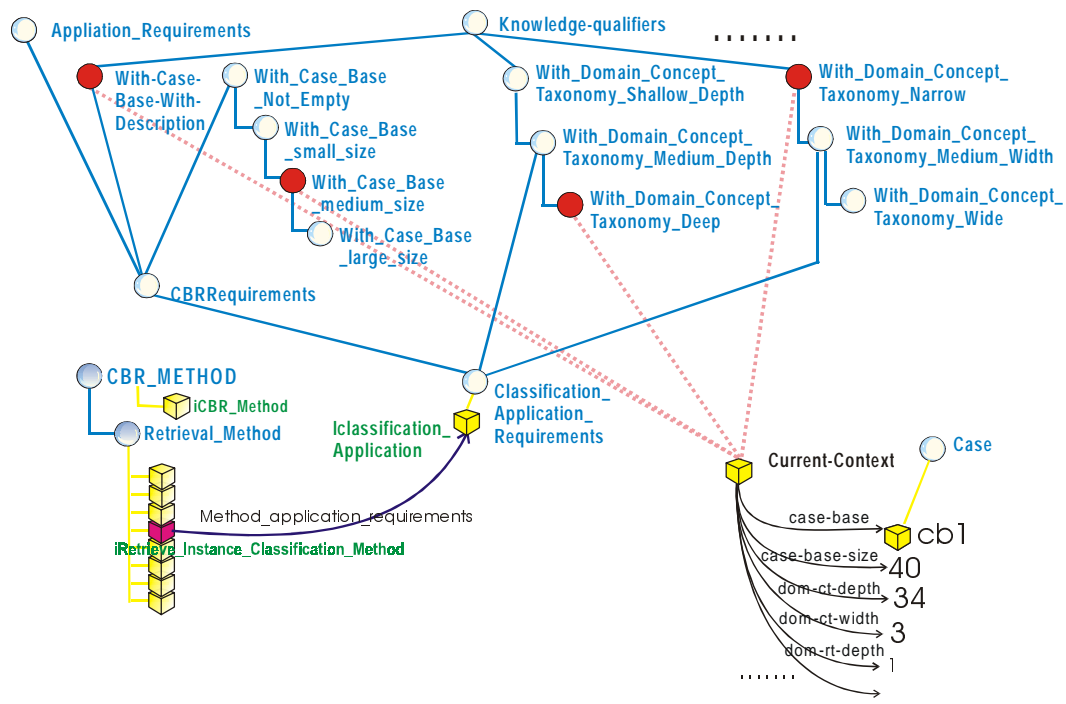 Appliation_Requirements
Knowledge-qualifiers
.......
With-Case-
Base-With-
Description
With_Case_Base
_Not_Empty
With_Case_Base
_small_size
With_Case_Base
_medium_size
With_Case_Base
_large_size
With_Domain_Concept_
Taxonomy_Shallow_Depth
With_Domain_Concept_
Taxonomy_Medium_Depth
With_Domain_Concept_
Taxonomy_Deep
With_Domain_Concept_
Taxonomy_Narrow
With_Domain_Concept_
Taxonomy_Medium_Width
With_Domain_Concept_
Taxonomy_Wide
CBRRequirements
CBR_METHOD
iCBR_Method
Retrieval_Method
Iclassification_
Application
Classification_
Application_
Requirements
Method_application_requirements
iRetrieve_Instance_Classification_Method
Current-Context
Case
case-base
cb1
case-base-size
40
dom-ct-depth
34
dom-ct-width
3
dom-rt-depth
1
.......